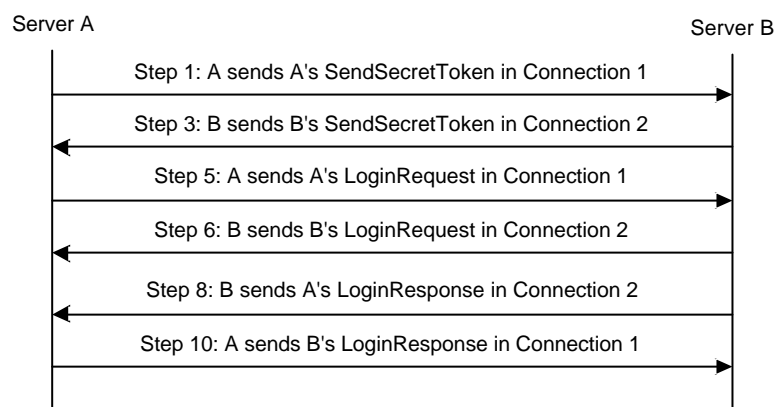 Server A
Server B
Step 1: A sends A's SendSecretToken in Connection 1
Step 3: B sends B's SendSecretToken in Connection 2
Step 5: A sends A's LoginRequest in Connection 1
Step 6: B sends B's LoginRequest in Connection 2
Step 8: B sends A's LoginResponse in Connection 2
Step 10: A sends B's LoginResponse in Connection 1